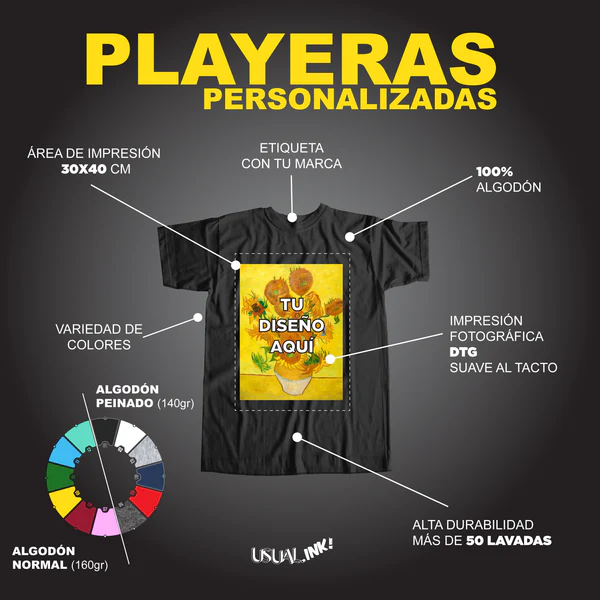 PLAYERAS
PERSONALIZADAS
ÁREA DE IMPRESIÓN
30X40 CM
ETIQUETA
CON TU MARCA
100%
ALGODÓN
TU
DISEÑO
AQUÍ
VARIEDAD DE
COLORES
IMPRESIÓN
FOTOGRÁFICA
DTG
SUAVE AL TACTO
ALGODÓN
PEINADO (140gr)
ALGODÓN
NORMAL (160gr)
ALTA DURABILIDAD
MÁS DE 50 LAVADAS
USUAL INK!